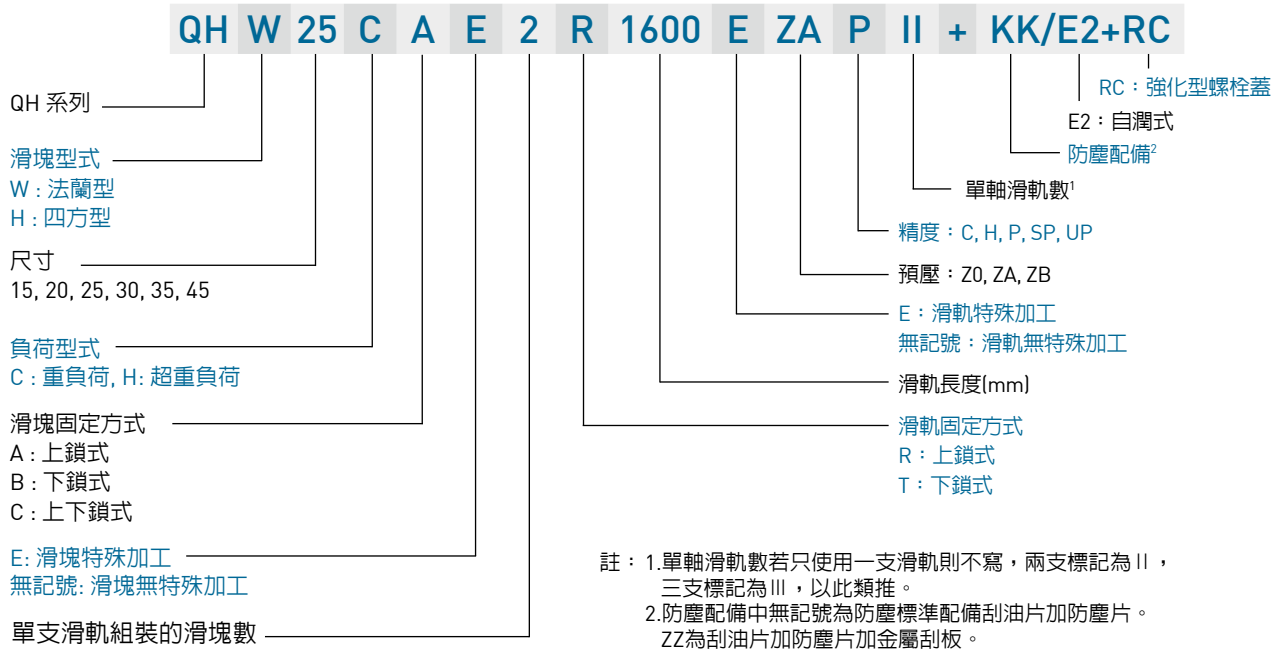 QH W 25 C A E 2 R 1600 E ZA P II + KK/E2+RC
QH 系列
滑塊型式
W : 法蘭型
H : 四方型
尺寸
15, 20, 25, 30, 35, 45
負荷型式
C : 重負荷, H: 超重負荷
滑塊固定方式
A : 上鎖式
B : 下鎖式
C : 上下鎖式
E: 滑塊特殊加工
無記號: 滑塊無特殊加工
單支滑軌組裝的滑塊數
RC：強化型螺栓蓋
E2：自潤式
防塵配備2
單軸滑軌數1
精度：C, H, P, SP, UP
預壓：Z0, ZA, ZB
E：滑軌特殊加工
無記號：滑軌無特殊加工
滑軌長度(mm)
滑軌固定方式
R：上鎖式
T：下鎖式
註：1.單軸滑軌數若只使用一支滑軌則不寫，兩支標記為II，
三支標記為III，以此類推。
2.防塵配備中無記號為防塵標準配備刮油片加防塵片。
ZZ為刮油片加防塵片加金屬刮板。